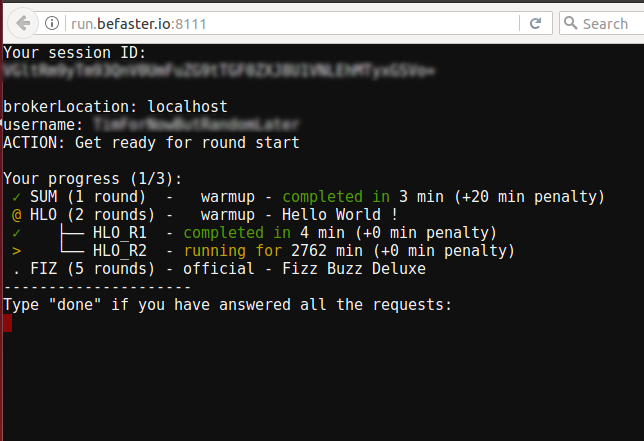 run.befaster.io:8111
Search
Your session ID:
brokerLocation: localhost
username:
ACTION: Get ready for round start
Your progress (1/3):
✓ SUM (1 round)  -   warmup - completed in 3 min (+20 min penalty)
@ HLO (2 rounds) -   warmup - Hello World !
✓    ├── HLO_R1  - completed in 4 min (+0 min penalty)
>    └── HLO_R2  - running for 2762 min (+0 min penalty)
. FIZ (5 rounds) - official - Fizz Buzz Deluxe
---------------------
Type "done" if you have answered all the requests: